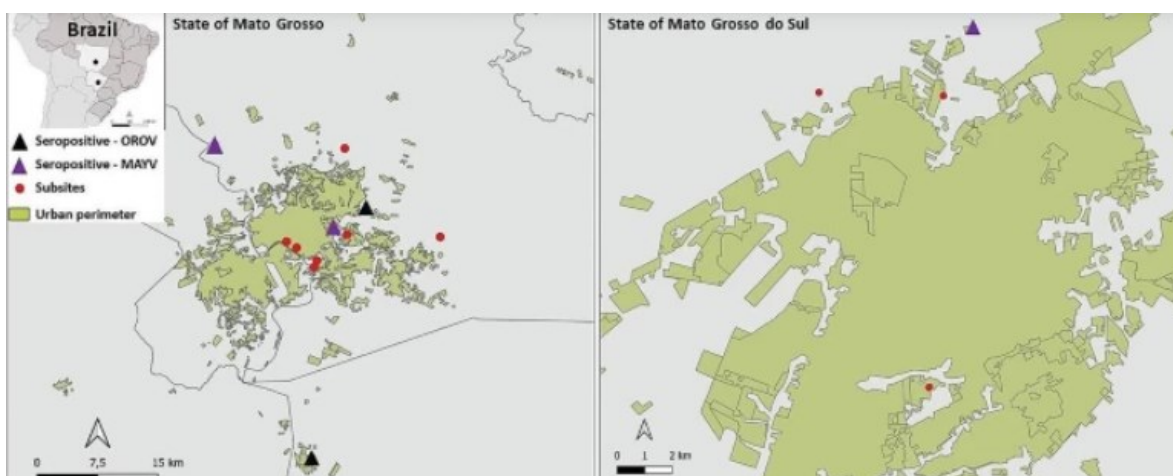 Brazil
State of Mato Grosso
Seropositive - OROV
Seropositive - MAYV
Subsites
Urban perimeter
0 7,5 15 km
State of Mato Grosso do Sul
0 1 2 km